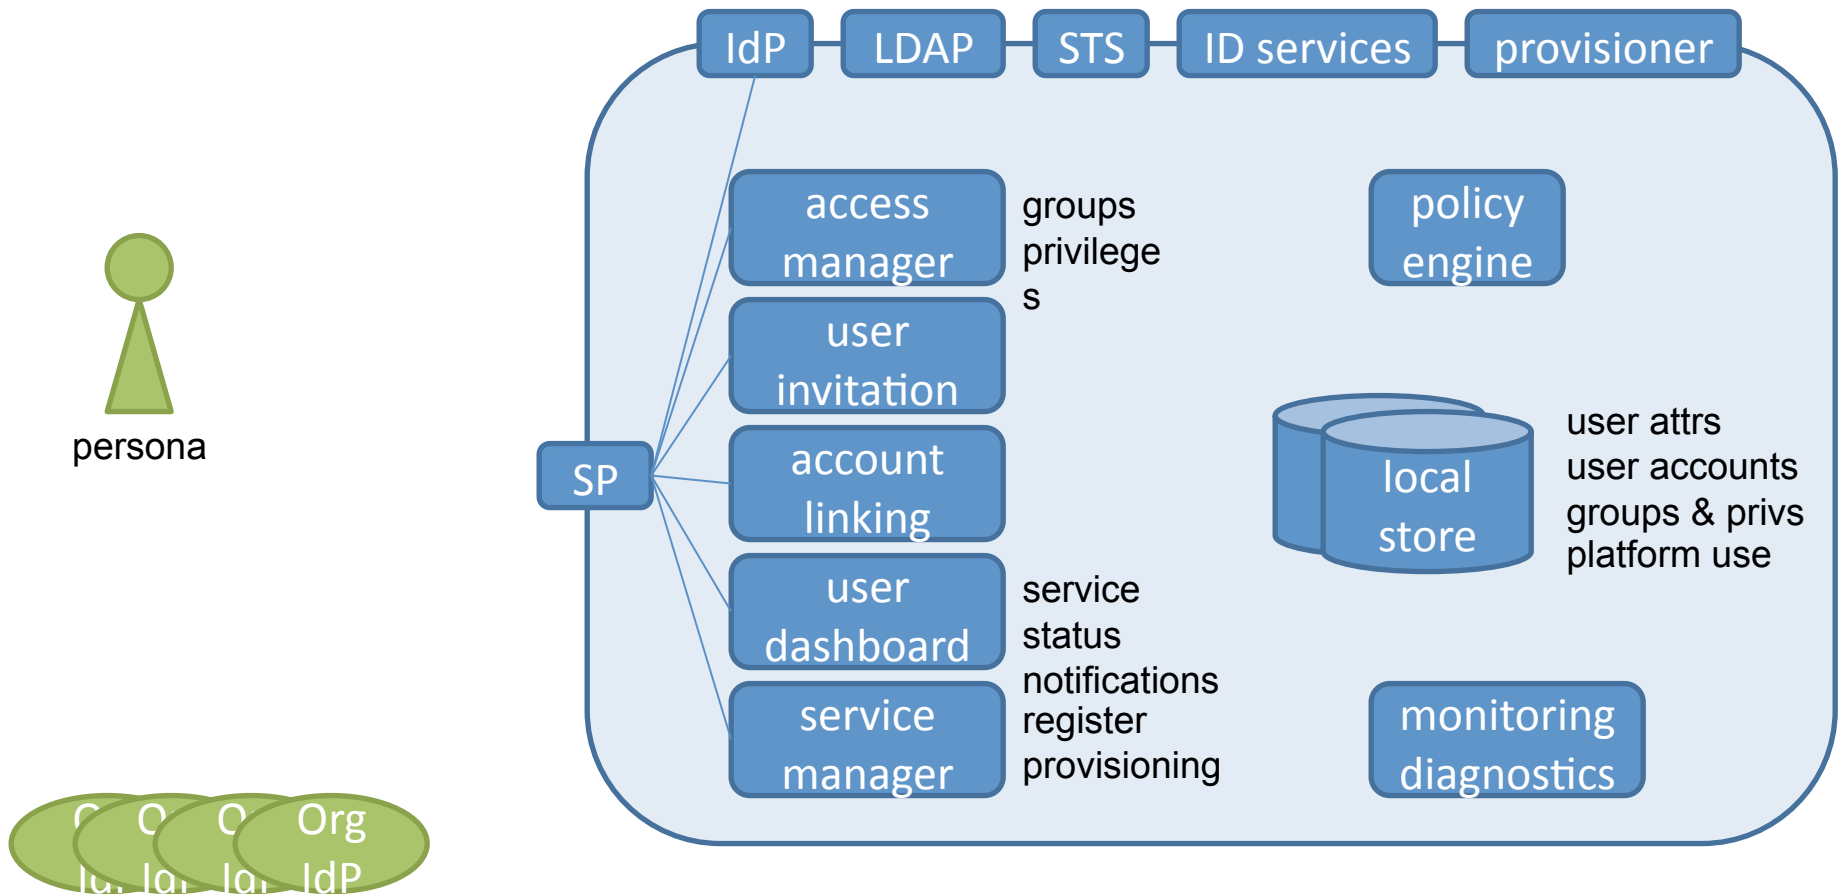 IdP
LDAP
STS
ID services
provisioner
access
manager
groups
privilege
s
policy
engine
user
invitation
persona
SP
account
linking
local
store
user attrs
user accounts
groups & privs
platform use
user
dashboard
service
status
notifications
service
manager
register
provisioning
monitoring
diagnostics
Org
IdP